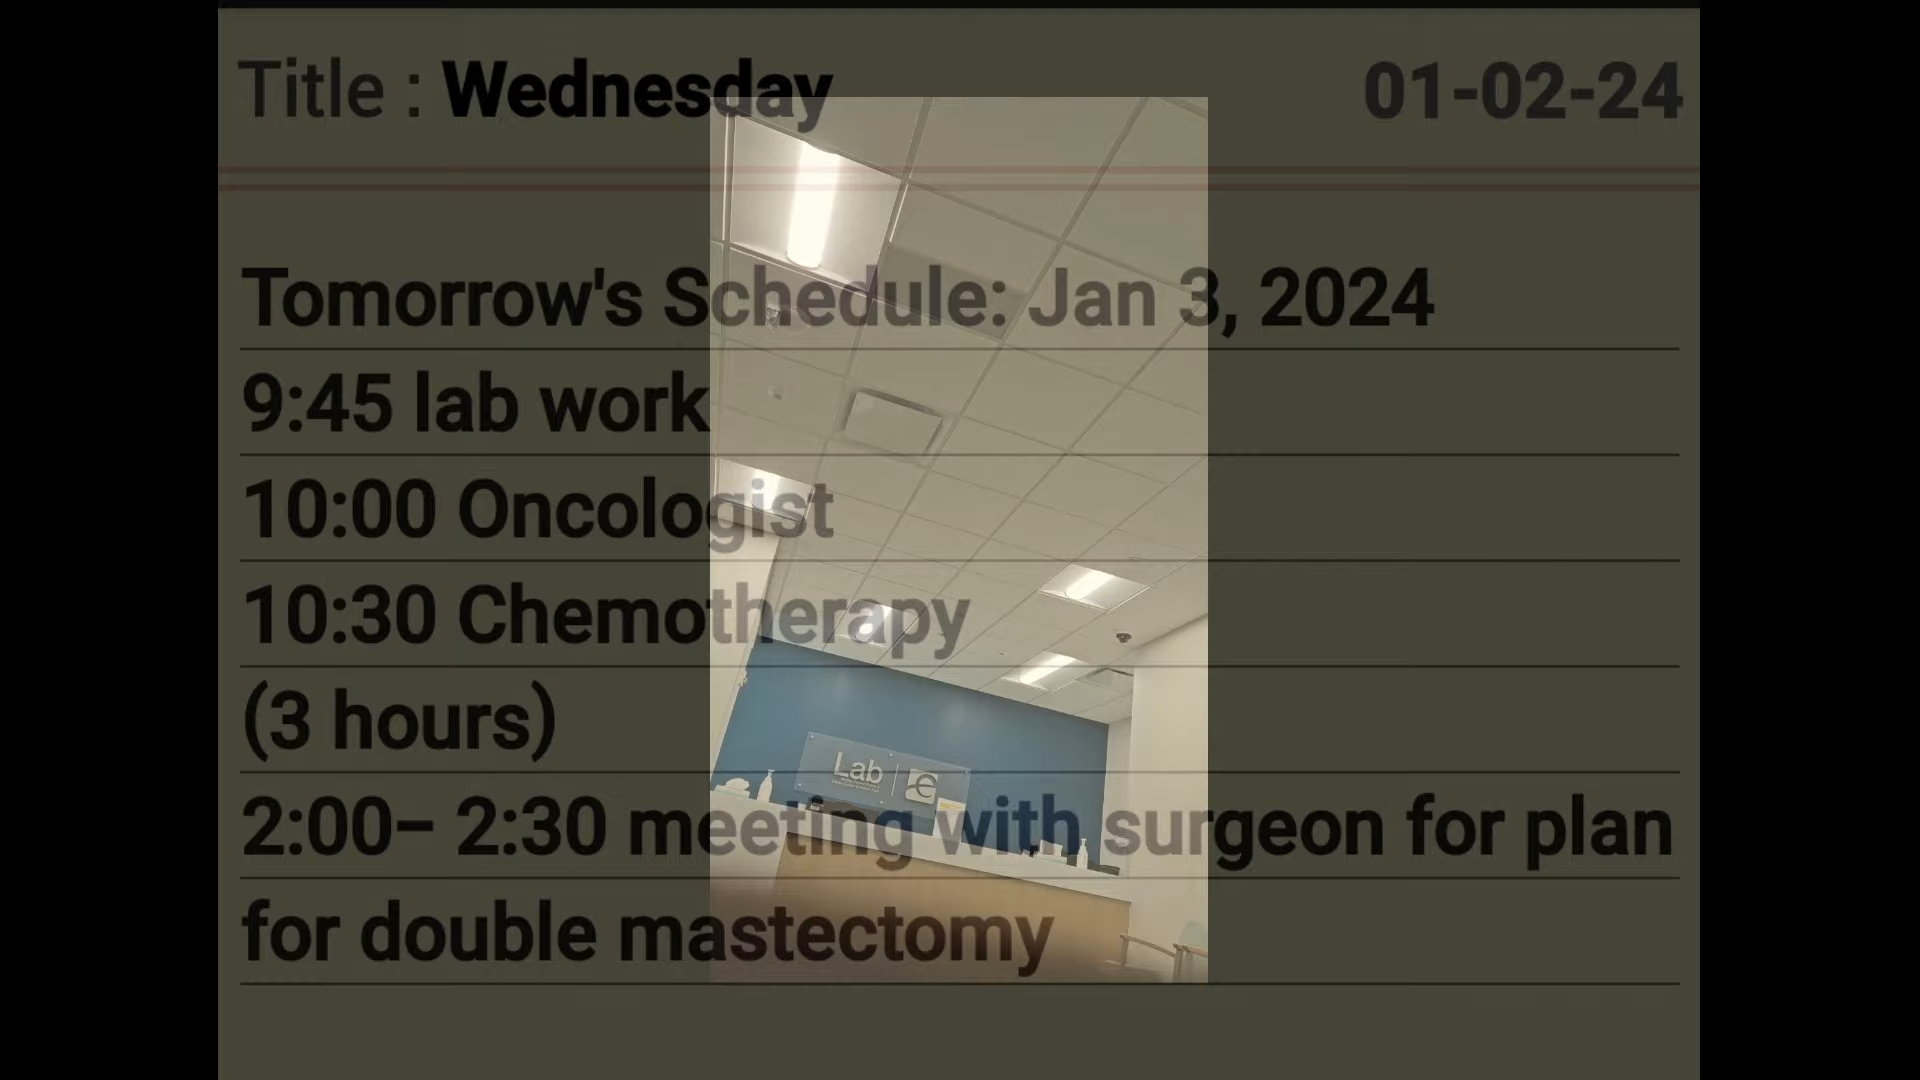 Title : Wednesday 01-02-24
Tomorrow's Schedule: Jan 3, 2024
9:45 lab work
10:00 Oncologist
10:30 Chemotherapy
(3 hours)
Lab
2:00– 2:30 meeting with surgeon for plan
for double mastectomy